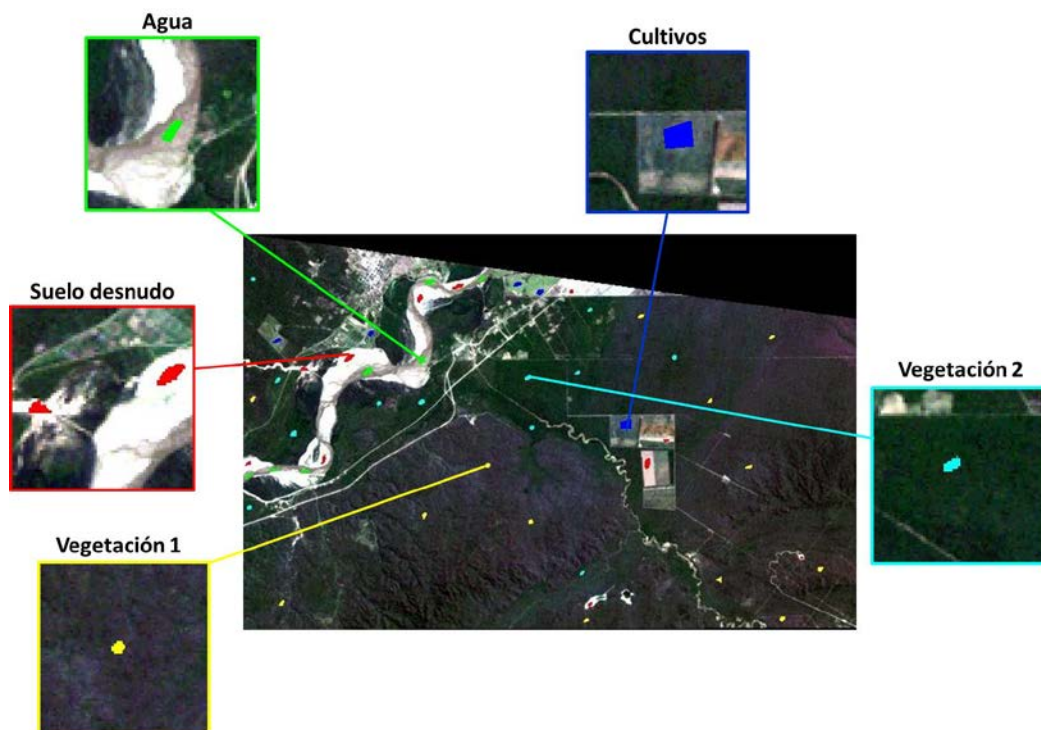 Agua
Cultivos
Suelo desnudo
Vegetación 2
Vegetación 1